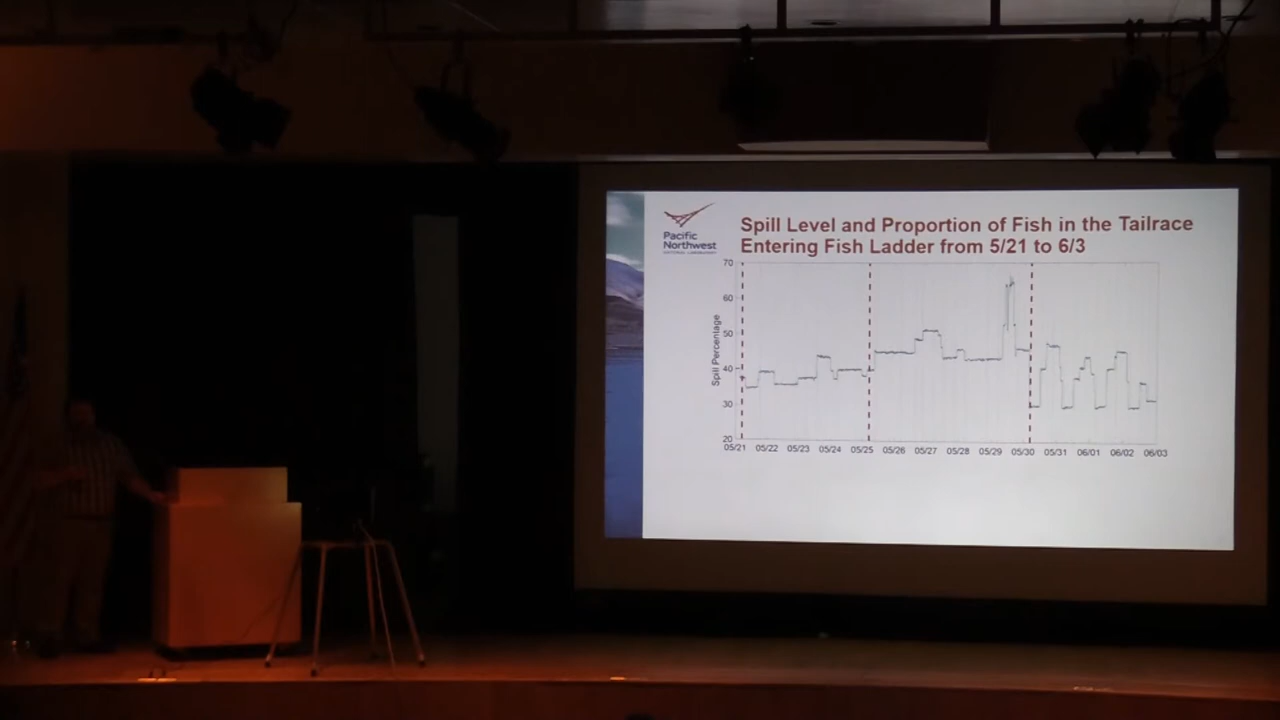 Pacific
Northwest
NATIONAL LABORATORY
Spill Level and Proportion of Fish in the Tailrace
Entering Fish Ladder from 5/21 to 6/3
Spill Percentage
70
60
50
40
30
20
05/21 05/22 05/23 05/24 05/25 05/26 05/27 05/28 05/29 05/30 05/31 06/01 06/02 06/03